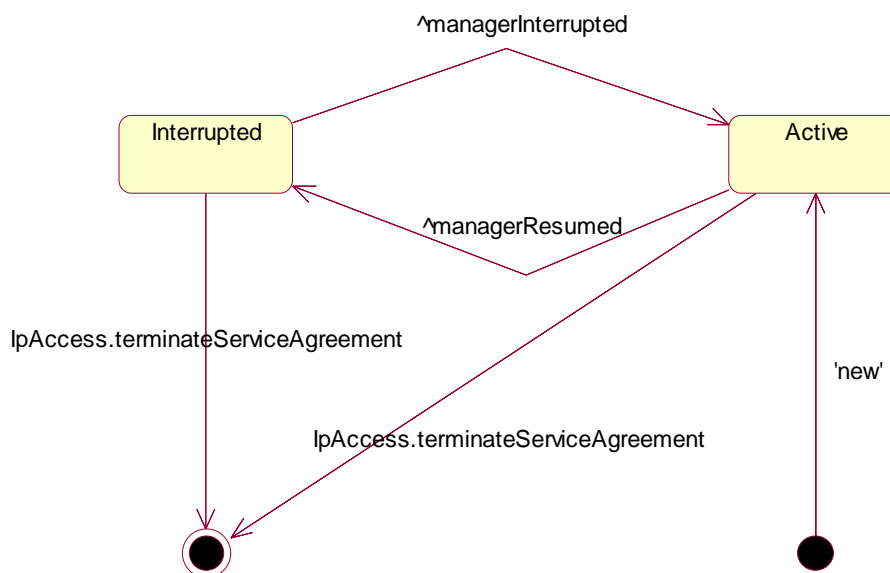 ^managerInterrupted
Interrupted
Active
^managerResumed
IpAccess.terminateServiceAgreement
'new'
IpAccess.terminateServiceAgreement